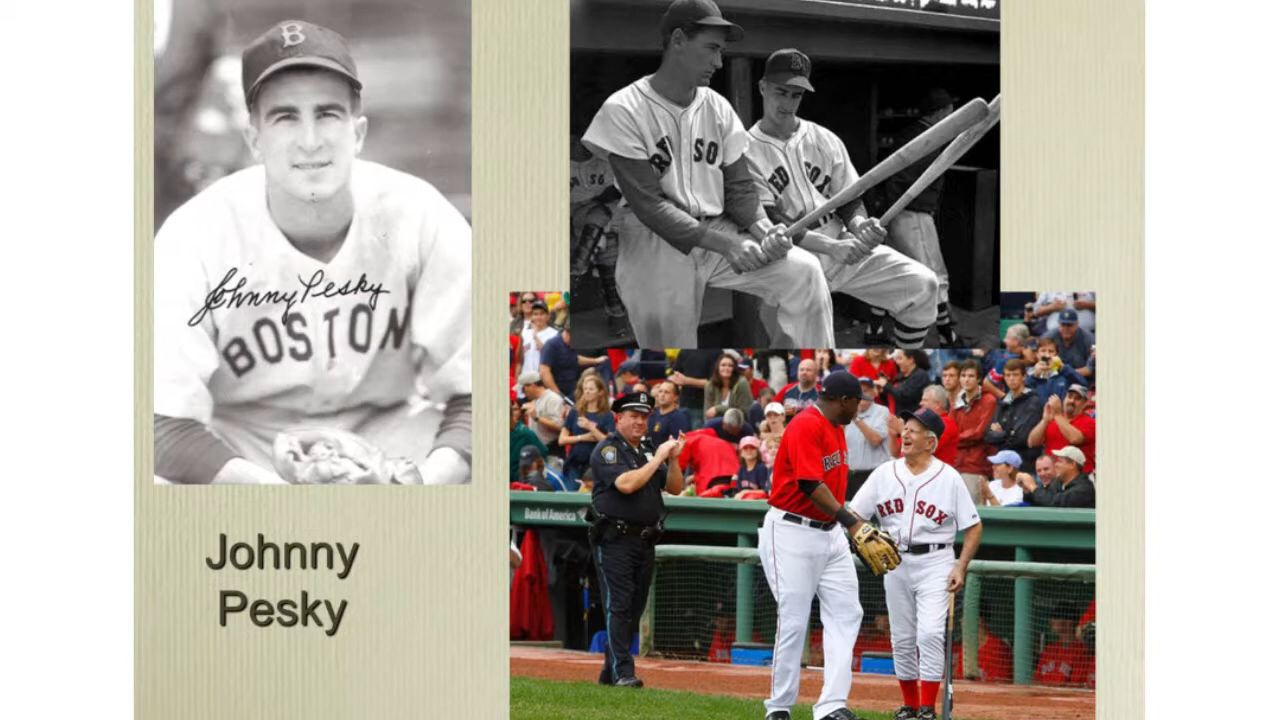 B
Johnny Pesky
BOSTON
RED SOX
RED SOX
Bank of America
RED SOX
Johnny
Pesky